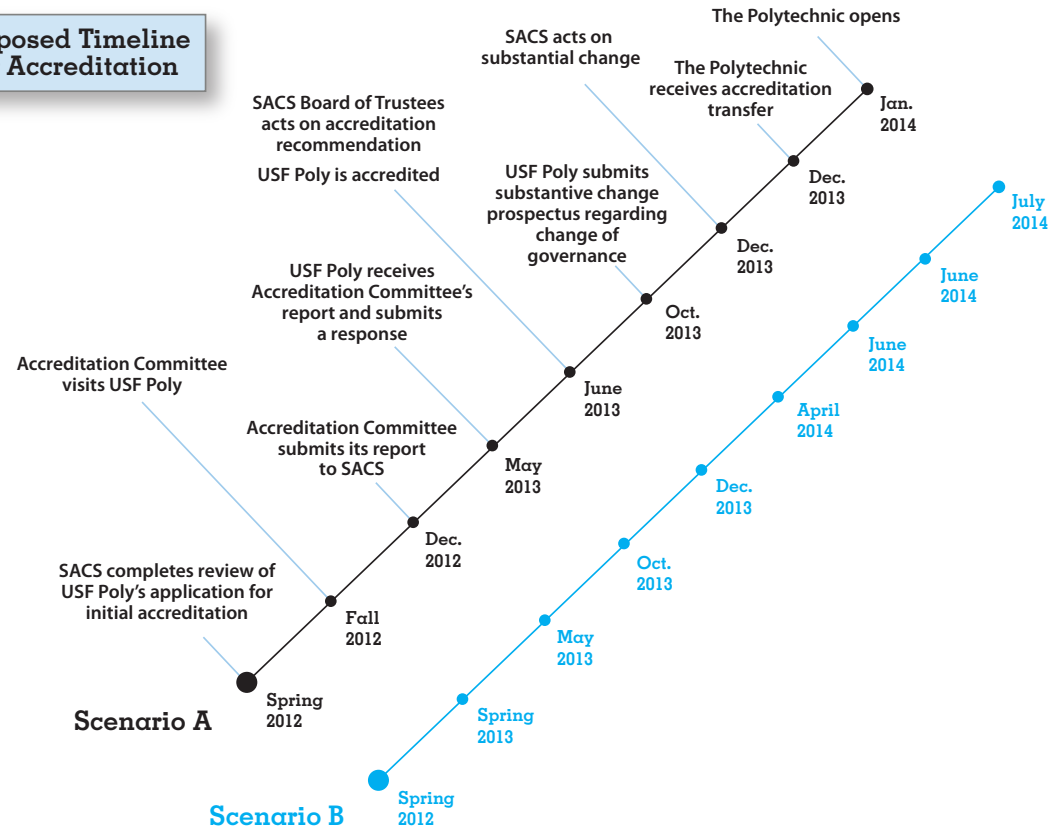 Timeline
Accreditation
The Polytechnic opens
SACS acts on
substantial change
The Polytechnic
receives accreditation
transfer
SACS Board of Trustees
acts on accreditation
recommendation
USF Poly is accredited
USF Poly submits
substantive change
prospectus regarding
change of
governance
USF Poly receives
Accreditation Committee’s
report and submits
a response
Accreditation Committee
visits USF Poly
Accreditation Committee
submits its report
to SACS
SACS completes review of
USF Poly’s application for
initial accreditation
Scenario A
Spring
2012
Fall
2012
Dec.
2012
May
2013
June
2013
Oct.
2013
Dec.
2013
Dec.
2013
Jan.
2014
Scenario B
Spring
2012
Spring
2013
May
2013
Oct.
2013
Dec.
2013
April
2014
June
2014
June
2014
July
2014